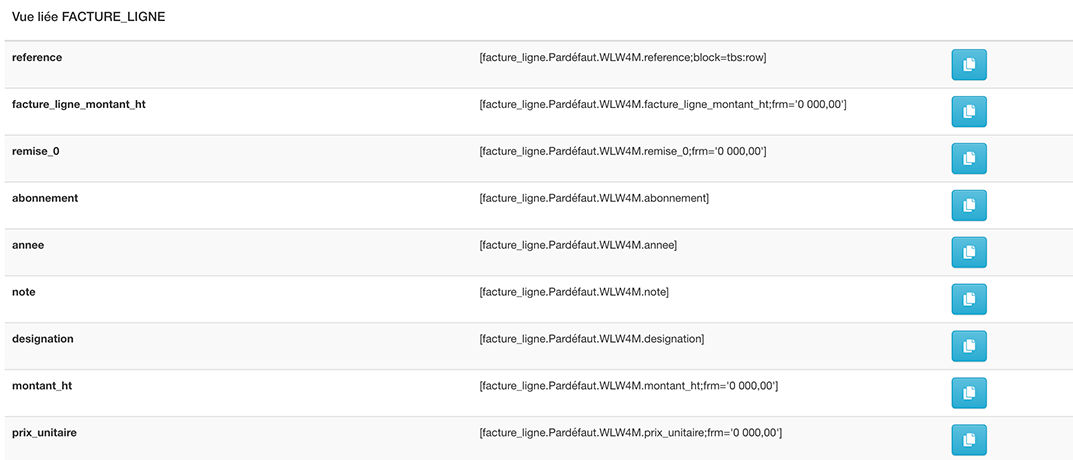 Vue liée FACTURE_LIGNE
reference [facture_ligne.Pardéfaut.WLW4M.reference;block=tbs:row]
facture_ligne_montant_ht [facture_ligne.Pardéfaut.WLW4M.facture_ligne_montant_ht;frm='0 000,00']
remise_0 [facture_ligne.Pardéfaut.WLW4M.remise_0;frm='0 000,00']
abonnement [facture_ligne.Pardéfaut.WLW4M.abonnement]
annee [facture_ligne.Pardéfaut.WLW4M.annee]
note [facture_ligne.Pardéfaut.WLW4M.note]
designation [facture_ligne.Pardéfaut.WLW4M.designation]
montant_ht [facture_ligne.Pardéfaut.WLW4M.montant_ht;frm='0 000,00']
prix_unitaire [facture_ligne.Pardéfaut.WLW4M.prix_unitaire;frm='0 000,00']